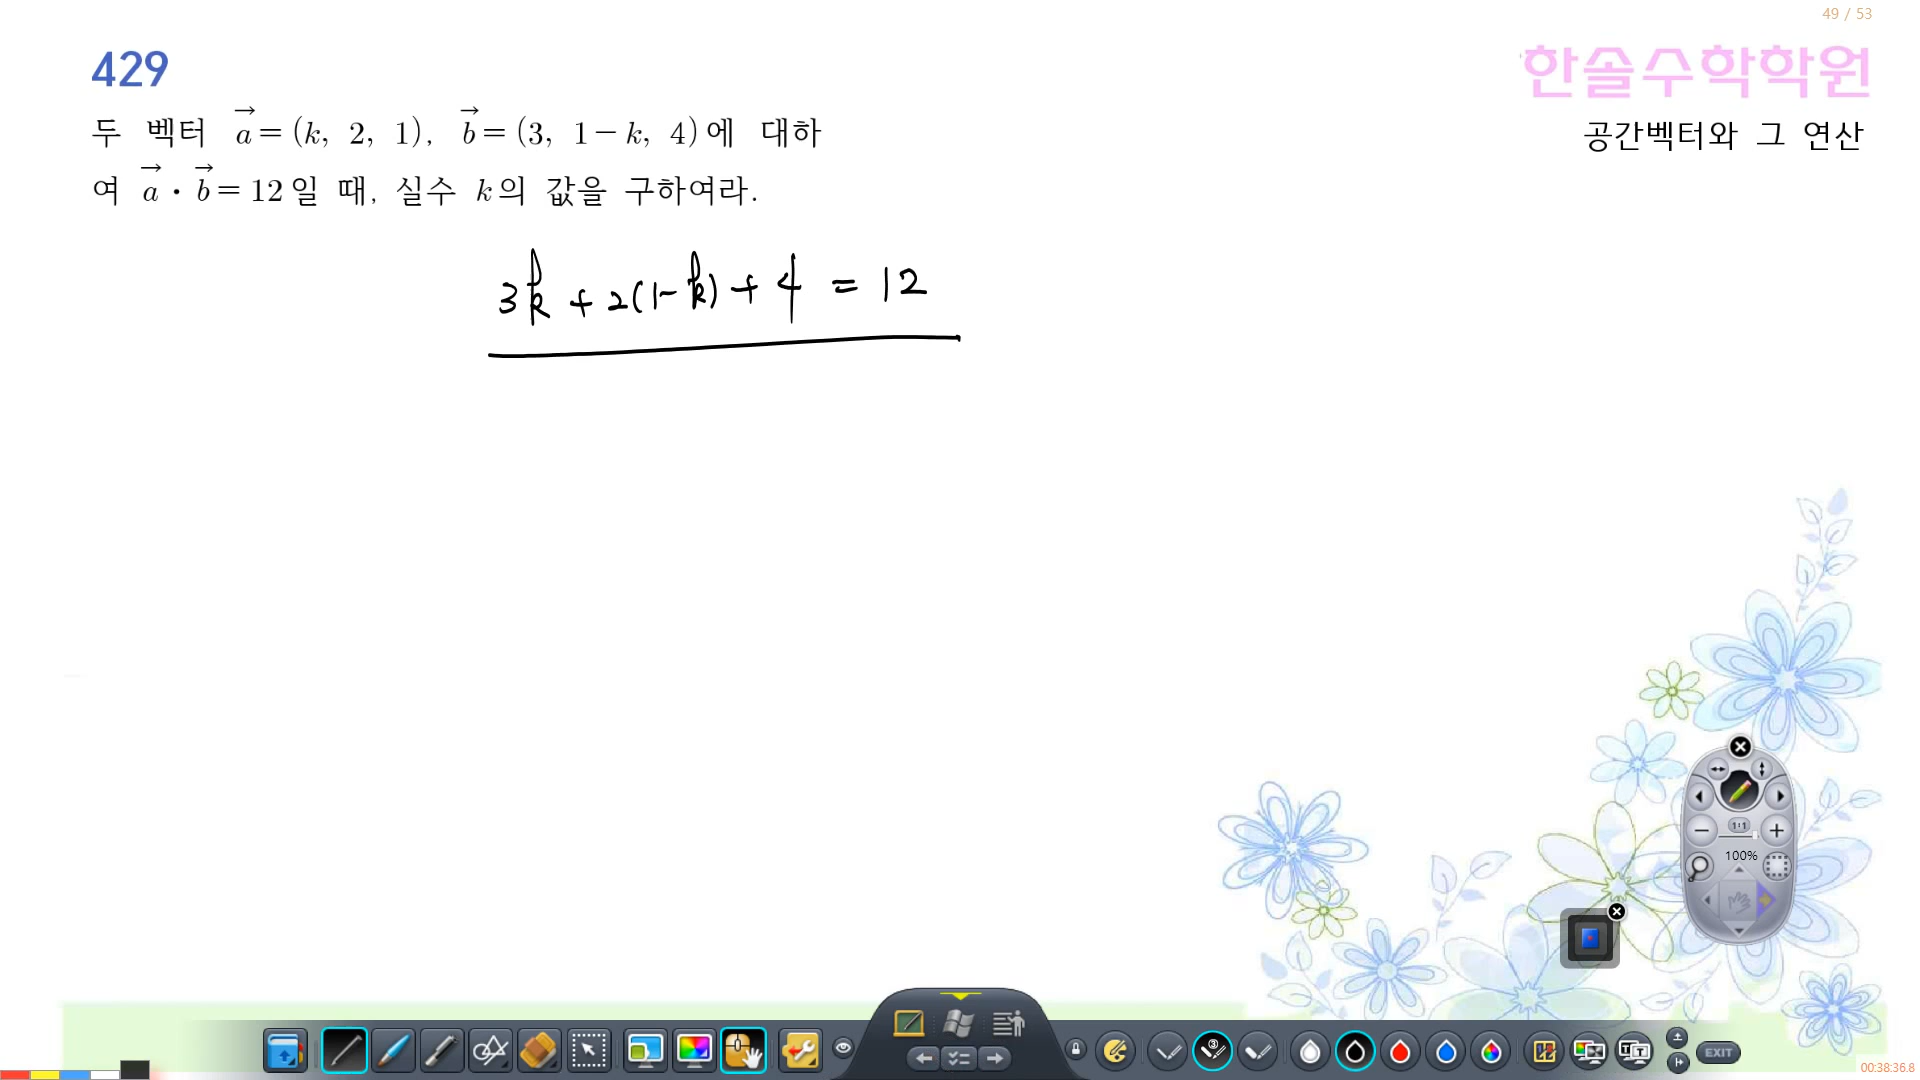 49 / 53
429
한솔수학학원
공간벡터와 그 연산
두 벡터 a⃗ = (k, 2, 1), b⃗ = (3, 1−k, 4)에 대하
여 a⃗ · b⃗ = 12일 때, 실수 k의 값을 구하여라.
3k + 2(1-k) + 4 = 12
1:1
100%
EXIT
00:38:36.8